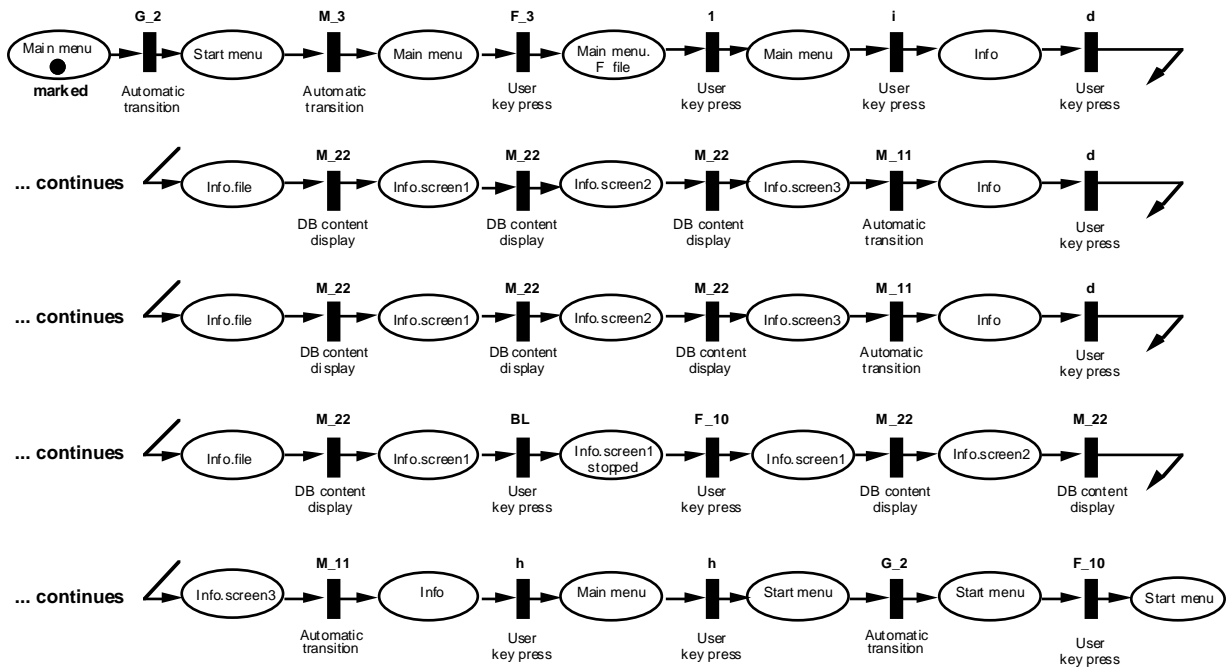 G_2 M_3 F_3 1 i d
Main menu Start menu Main menu Main menu. F file Main menu Info
marked
Automatic transition Automatic transition User key press User key press User key press User key press
M_22 M_22 M_22 M_11 d
... continues Info.file Info.screen1 Info.screen2 Info.screen3 Info
DB content display DB content display DB content display Automatic transition User key press
M_22 M_22 M_22 M_11 d
... continues Info.file Info.screen1 Info.screen2 Info.screen3 Info
DB content display DB content display DB content display Automatic transition User key press
M_22 BL F_10 M_22 M_22
... continues Info.file Info.screen1 Info.screen1 stopped Info.screen1 Info.screen2
DB content display User key press User key press DB content display DB content display
M_11 h h G_2 F_10
... continues Info.screen3 Info Main menu Start menu Start menu Start menu
Automatic transition User key press User key press Automatic transition User key press